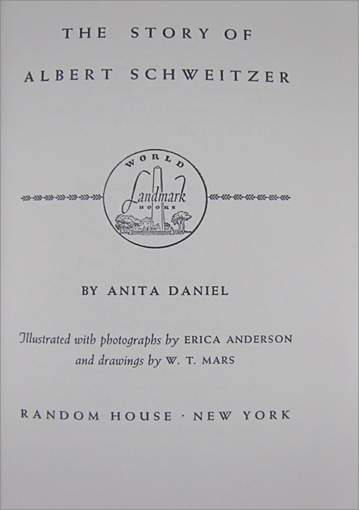 THE STORY OF
ALBERT SCHWEITZER
WORLD
Landmark
BOOKS
BY ANITA DANIEL
Illustrated with photographs by ERICA ANDERSON
and drawings by W. T. MARS
RANDOM HOUSE · NEW YORK